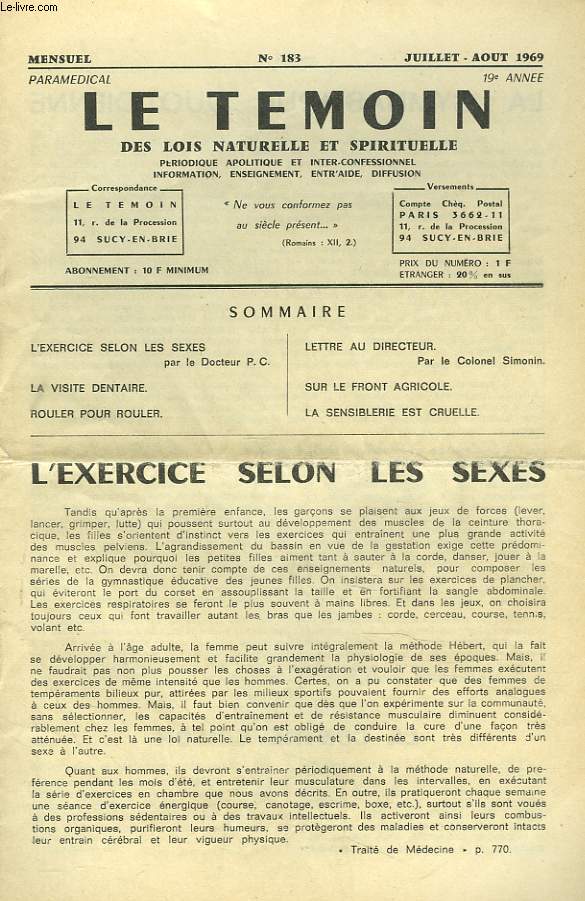 Le-livre.com
MENSUEL N° 183 JUILLET - AOUT 1969
PARAMEDICAL 19e ANNEE
LE TEMOIN
DES LOIS NATURELLE ET SPIRITUELLE
PERIODIQUE APOLITIQUE ET INTER-CONFESSIONNEL
INFORMATION, ENSEIGNEMENT, ENTR'AIDE, DIFFUSION
Correspondance
LE TEMOIN
11, r. de la Procession
94 SUCY-EN-BRIE
ABONNEMENT : 10 F MINIMUM
« Ne vous conformez pas
au siècle présent... »
(Romains : XII, 2.)
Versements
Compte Chèq. Postal
PARIS 3662-11
11, r. de la Procession
94 SUCY-EN-BRIE
PRIX DU NUMÉRO : 1 F
ETRANGER : 20% en sus
SOMMAIRE
L'EXERCICE SELON LES SEXES
par le Docteur P. C.
LA VISITE DENTAIRE.
ROULER POUR ROULER.
LETTRE AU DIRECTEUR.
Par le Colonel Simonin.
SUR LE FRONT AGRICOLE.
LA SENSIBLERIE EST CRUELLE.
L'EXERCICE SELON LES SEXES
Tandis qu'après la première enfance, les garçons se plaisent aux jeux de forces (lever,
lancer, grimper, lutte) qui poussent surtout au développement des muscles de la ceinture thora-
cique, les filles s'orientent d'instinct vers les exercices qui entraînent une plus grande activité
des muscles pelviens. L'agrandissement du bassin en vue de la gestation exige cette prédomi-
nance et explique pourquoi les petites filles aiment tant à sauter à la corde, danser, jouer à la
marelle, etc. On devra donc tenir compte de ces enseignements naturels, pour composer les
séries de la gymnastique éducative des jeunes filles. On insistera sur les exercices de plancher,
qui éviteront le port du corset en assouplissant la taille et en fortifiant la sangle abdominale.
Les exercices respiratoires se feront le plus souvent à mains libres. Et dans les jeux, on choisira
toujours ceux qui font travailler autant les bras que les jambes : corde, cerceau, course, tennis,
volant etc.
Arrivée à l'âge adulte, la femme peut suivre intégralement la méthode Hébert, qui la fait
se développer harmonieusement et facilite grandement la physiologie de ses époques. Mais, il
ne faudrait pas non plus pousser les choses à l'exagération et vouloir que les femmes exécutent
des exercices de même intensité que les hommes. Certes, on a pu constater que des femmes de
tempéraments bilieux pur, attirées par les milieux sportifs pouvaient fournir des efforts analogues
à ceux des hommes. Mais, il faut bien convenir que dès que l'on expérimente sur la communauté,
sans sélectionner, les capacités d'entraînement et de résistance musculaire diminuent considé-
rablement chez les femmes, à tel point qu'on est obligé de conduire la cure d'une façon très
atténuée. Et c'est là une loi naturelle. Le tempérament et la destinée sont très différents d'un
sexe à l'autre.
Quant aux hommes, ils devront s'entraîner périodiquement à la méthode naturelle, de pré-
férence pendant les mois d'été, et entretenir leur musculature dans les intervalles, en exécutant
la série d'exercices en chambre que nous avons décrits. En outre, ils pratiqueront chaque semaine
une séance d'exercice énergique (course, canotage, escrime, boxe, etc.), surtout s'ils sont voués
à des professions sédentaires ou à des travaux intellectuels. Ils activeront ainsi leurs combus-
tions organiques, purifieront leurs humeurs, se protègeront des maladies et conserveront intacts
leur entrain cérébral et leur vigueur physique.
« Traité de Médecine » p. 770.